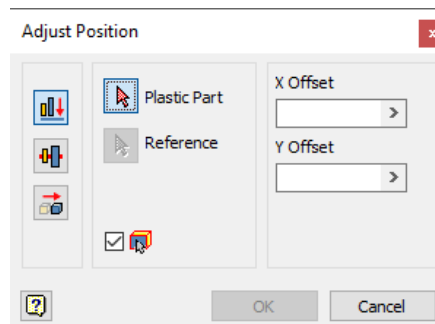 Adjust Position
x
Plastic Part
Reference
X Offset
>
Y Offset
>
?
OK
Cancel